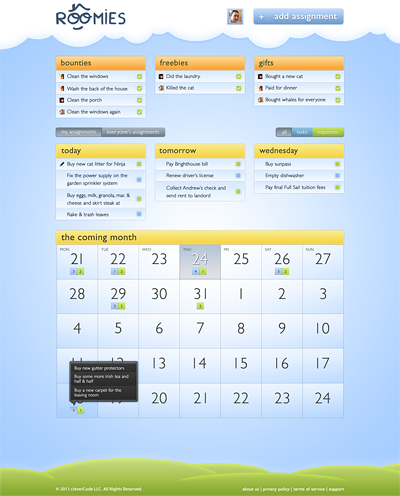 ROOMIES
+ add assignment
bounties
Clean the windows
Wash the back of the house
Clean the porch
Clean the windows again
freebies
Did the laundry.
Killed the cat
gifts
Bought a new cat
Paid for dinner
Bought whales for everyone
my assignments everyone's assignments
all tasks expenses
today
Buy new cat litter for Ninja
Fix the power supply on the
garden sprinkler system
Buy eggs, milk, granola, mac &
cheese and skirt steak at
Rake & trash leaves
tomorrow
Pay Brighthouse bill
Renew driver's license
Collect Andrew's check and
send rent to landord
wednesday
Buy sunpass
Empty dishwasher
Pay final Full Sail tuition fees
the coming month
MON TUE WED THU FRI SAT SUN
21 22 23 24 25 26 27
28 29 30 31 1 2 3
4 5 6 7 8 9 10
13 14 15 16 17
Buy new gutter protectors
Buy some more Irish tea and
half & half
Buy a new carpet for the
leaving room
20 21 22 23 24
© 2011 cleverCode LLC. All Rights Reserved.
about us | privacy policy | terms of service | support